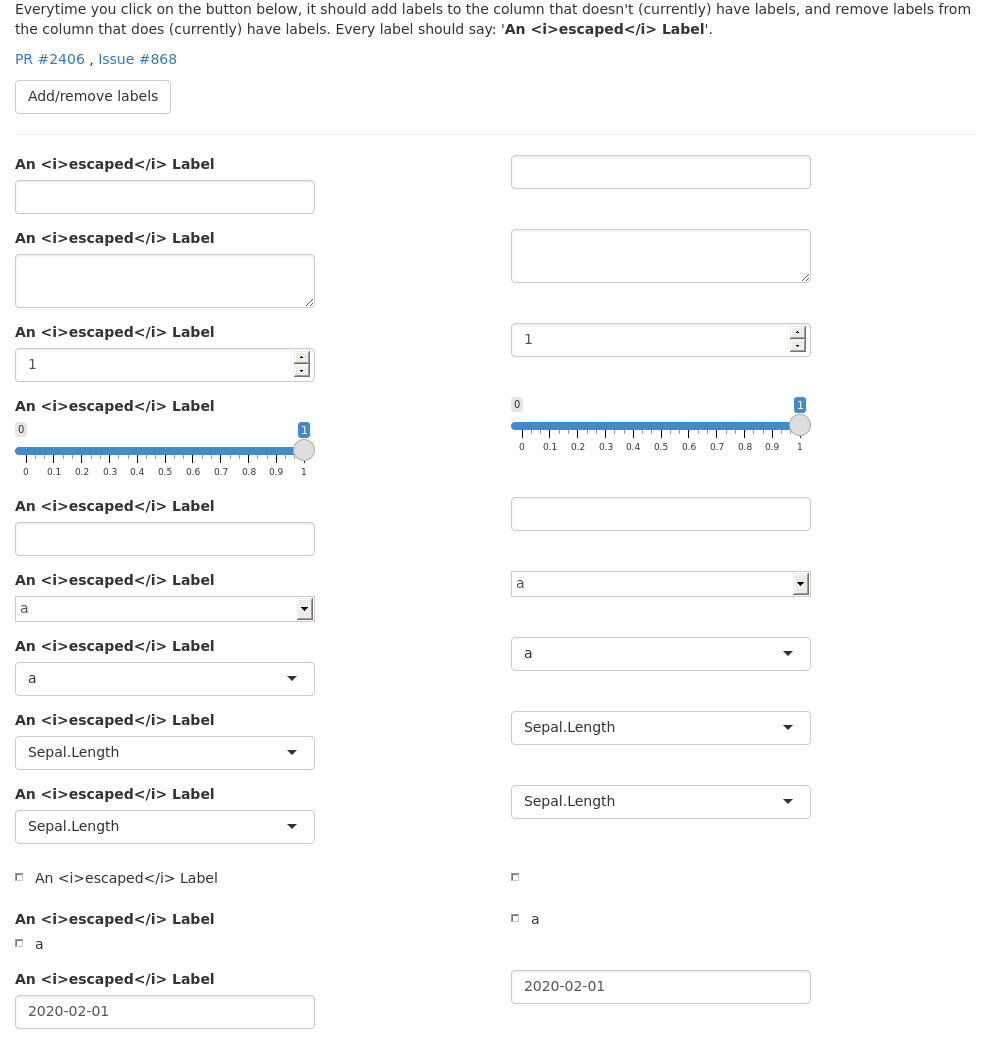 Everytime you click on the button below, it should add labels to the column that doesn't (currently) have labels, and remove labels from
the column that does (currently) have labels. Every label should say: 'An <i>escaped</i> Label'.
PR #2406 , Issue #868
Add/remove labels
An <i>escaped</i> Label
An <i>escaped</i> Label
An <i>escaped</i> Label
1
1
An <i>escaped</i> Label
0 1
0 0.1 0.2 0.3 0.4 0.5 0.6 0.7 0.8 0.9 1
0 1
0 0.1 0.2 0.3 0.4 0.5 0.6 0.7 0.8 0.9 1
An <i>escaped</i> Label
An <i>escaped</i> Label
a
a
An <i>escaped</i> Label
a
a
An <i>escaped</i> Label
Sepal.Length
Sepal.Length
An <i>escaped</i> Label
Sepal.Length
Sepal.Length
An <i>escaped</i> Label
An <i>escaped</i> Label
a
a
An <i>escaped</i> Label
2020-02-01
2020-02-01